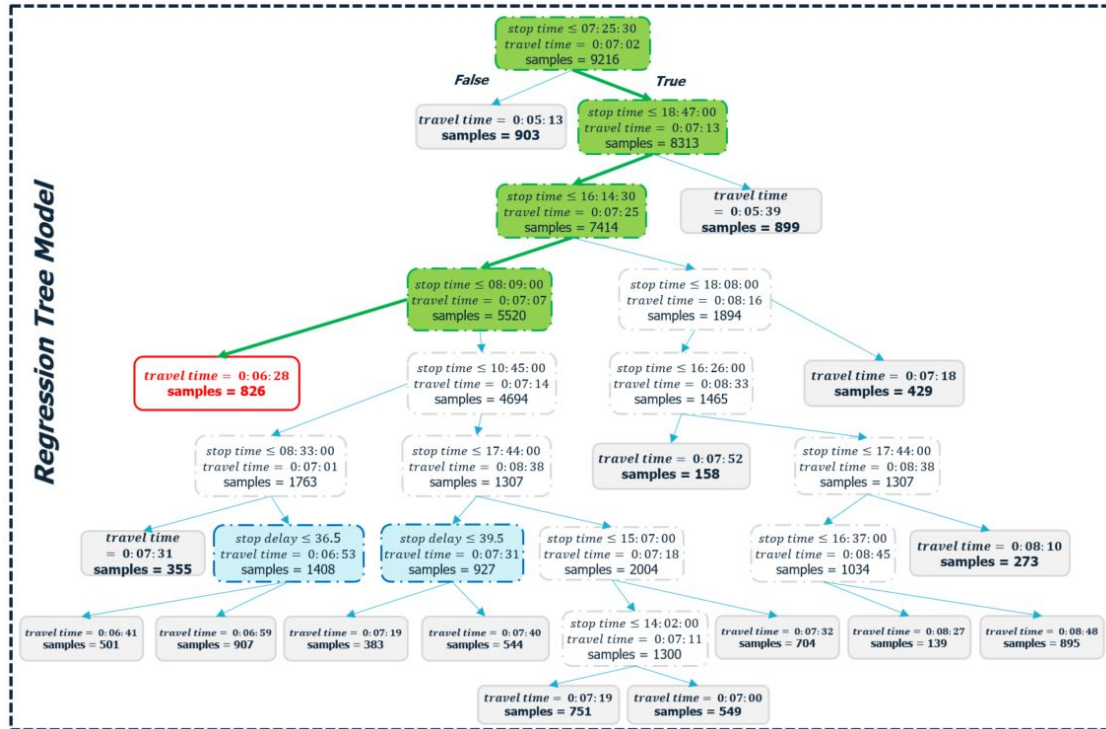 stop time ≤ 07:25:30
travel time = 0:07:02
samples = 9216
False
True
travel time = 0:05:13
samples = 903
stop time ≤ 18:47:00
travel time = 0:07:13
samples = 8313
stop time ≤ 16:14:30
travel time = 0:07:25
samples = 7414
travel time
= 0:05:39
samples = 899
Regression Tree Model
stop time ≤ 08:09:00
travel time = 0:07:07
samples = 5520
stop time ≤ 18:08:00
travel time = 0:08:16
samples = 1894
travel time = 0:06:28
samples = 826
stop time ≤ 10:45:00
travel time = 0:07:14
samples = 4694
stop time ≤ 16:26:00
travel time = 0:08:33
samples = 1465
travel time = 0:07:18
samples = 429
stop time ≤ 08:33:00
travel time = 0:07:01
samples = 1763
stop time ≤ 17:44:00
travel time = 0:08:38
samples = 1307
travel time = 0:07:52
samples = 158
stop time ≤ 17:44:00
travel time = 0:08:38
samples = 1307
travel time
= 0:07:31
samples = 355
stop delay ≤ 36.5
travel time = 0:06:53
samples = 1408
stop delay ≤ 39.5
travel time = 0:07:31
samples = 927
stop time ≤ 15:07:00
travel time = 0:07:18
samples = 2004
stop time ≤ 16:37:00
travel time = 0:08:45
samples = 1034
travel time = 0:08:10
samples = 273
travel time = 0:06:41
samples = 501
travel time = 0:06:59
samples = 907
travel time = 0:07:19
samples = 383
travel time = 0:07:40
samples = 544
stop time ≤ 14:02:00
travel time = 0:07:11
samples = 1300
travel time = 0:07:32
samples = 704
travel time = 0:08:27
samples = 139
travel time = 0:08:48
samples = 895
travel time = 0:07:19
samples = 751
travel time = 0:07:00
samples = 549